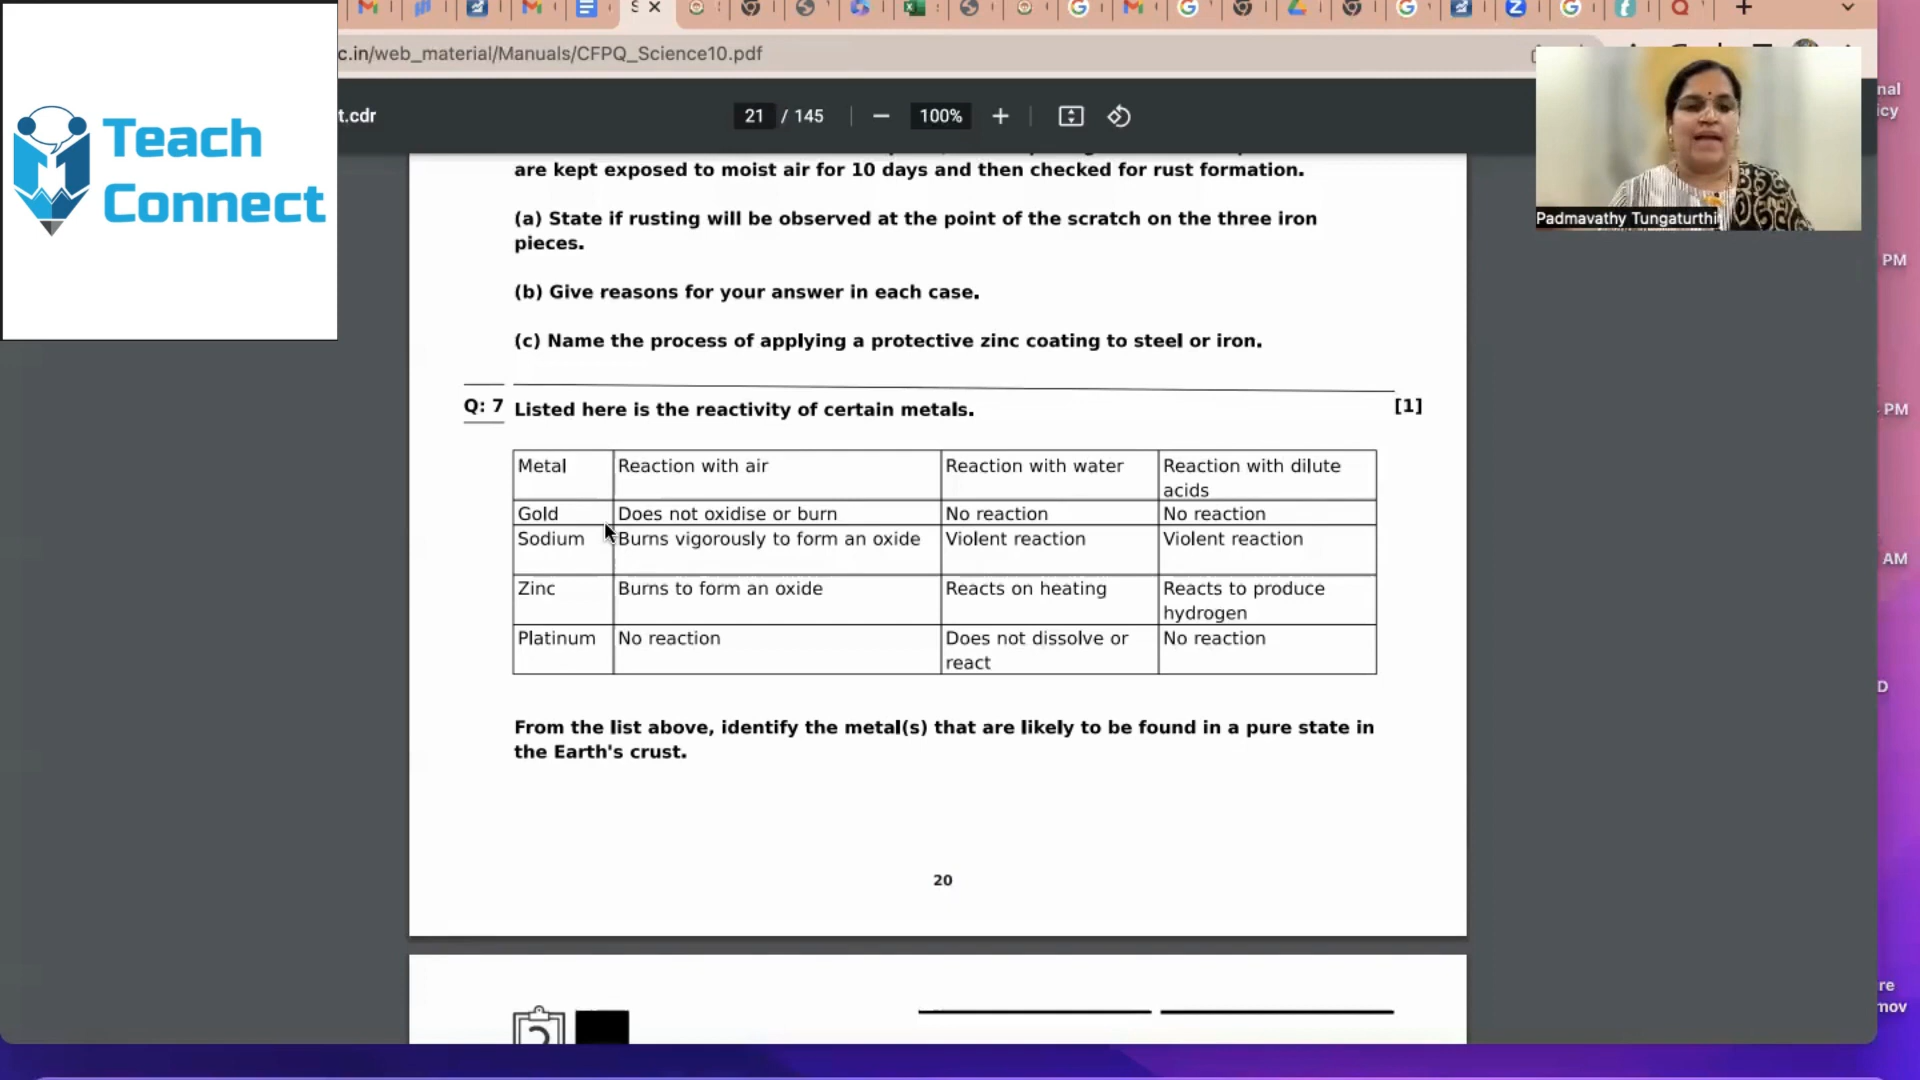 c.in/web_material/Manuals/CFPQ_Science10.pdf
Teach
Connect
t.cdr
21 / 145
100%
Padmavathy Tungaturthi
are kept exposed to moist air for 10 days and then checked for rust formation.
(a) State if rusting will be observed at the point of the scratch on the three iron
pieces.
(b) Give reasons for your answer in each case.
(c) Name the process of applying a protective zinc coating to steel or iron.
Q: 7 Listed here is the reactivity of certain metals. [1]
Metal Reaction with air Reaction with water Reaction with dilute
acids
Gold Does not oxidise or burn No reaction No reaction
Sodium Burns vigorously to form an oxide Violent reaction Violent reaction
Zinc Burns to form an oxide Reacts on heating Reacts to produce
hydrogen
Platinum No reaction Does not dissolve or No reaction
react
From the list above, identify the metal(s) that are likely to be found in a pure state in
the Earth's crust.
20
nal
icy
PM
PM
AM
D
re
mov